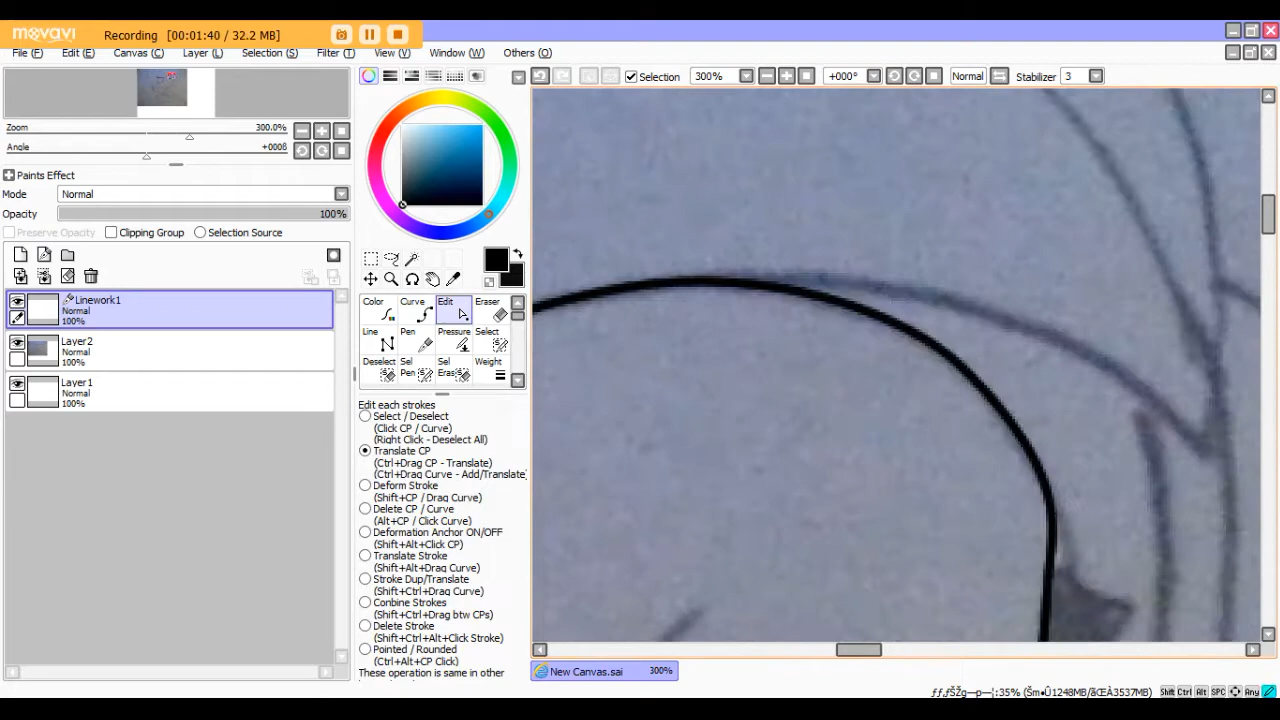 movavi Recording [00:01:40 / 32.2 MB]
File (F) Edit (E) Canvas (C) Layer (L) Selection (S) Filter (T) View (V) Window (W) Others (O)
Selection 300% +000° Normal Stabilizer 3
Zoom 300.0%
Angle +000ß
Paints Effect
Mode Normal
Opacity 100%
Preserve Opacity Clipping Group Selection Source
Linework1
Normal
100%
Layer2
Normal
100%
Layer1
Normal
100%
Color Curve Edit Eraser
Line Pen Pressure Select
Deselect Sel Pen Sel Eras Weight
Edit each strokes
Select / Deselect
(Click CP / Curve)
(Right Click - Deselect All)
Translate CP
(Ctrl+Drag CP - Translate)
(Ctrl+Drag Curve - Add/Translate)
Deform Stroke
(Shift+CP / Drag Curve)
Delete CP / Curve
(Alt+CP / Click Curve)
Deformation Anchor ON/OFF
(Shift+Alt+Click CP)
Translate Stroke
(Shift+Alt+Drag Curve)
Stroke Dup/Translate
(Shift+Ctrl+Drag Curve)
Conbine Strokes
(Shift+Ctrl+Drag btw CPs)
Delete Stroke
(Shift+Ctrl+Alt+Click Stroke)
Pointed / Rounded
(Ctrl+Alt+CP Click)
These operation is same in other
New Canvas.sai 300%
:35% 1248MB 3537MB) Shift Ctrl Alt SPC Any